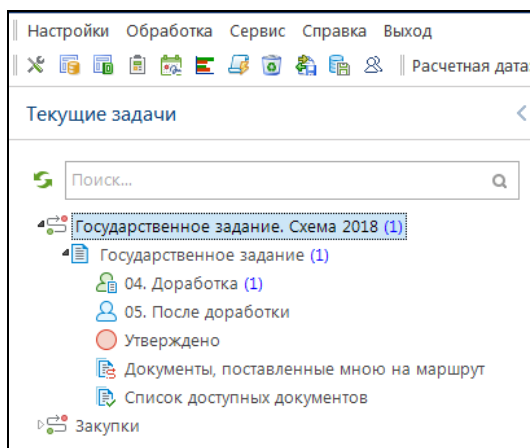 Настройки Обработка Сервис Справка Выход
Расчетная дата:
Текущие задачи
Поиск...
Государственное задание. Схема 2018 (1)
Государственное задание (1)
04. Доработка (1)
05. После доработки
Утверждено
Документы, поставленные мною на маршрут
Список доступных документов
Закупки